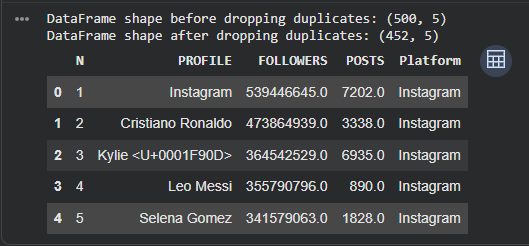 DataFrame shape before dropping duplicates: (500, 5)
DataFrame shape after dropping duplicates: (452, 5)
N PROFILE FOLLOWERS POSTS Platform
0 1 Instagram 539446645.0 7202.0 Instagram
1 2 Cristiano Ronaldo 473864939.0 3338.0 Instagram
2 3 Kylie <U+0001F90D> 364542529.0 6935.0 Instagram
3 4 Leo Messi 355790796.0 890.0 Instagram
4 5 Selena Gomez 341579063.0 1828.0 Instagram